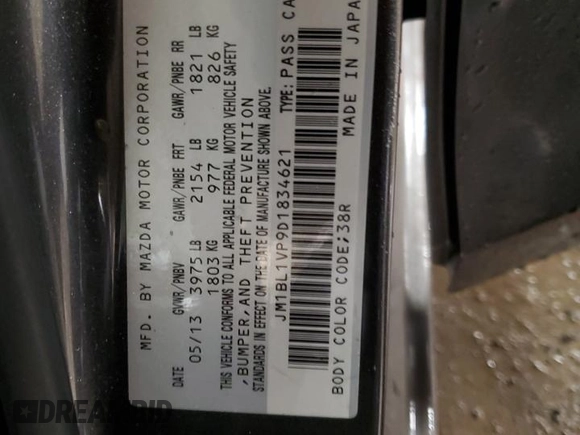 MFD. BY MAZDA MOTOR CORPORATION
DATE GVWR/PNBV GAWR/PNBE FRT GAWR/PNBE RR
05/13 3975 LB 2154 LB 1821 LB
1803 KG 977 KG 826 KG
THIS VEHICLE CONFORMS TO ALL APPLICABLE FEDERAL MOTOR VEHICLE SAFETY
,BUMPER,AND THEFT PREVENTION
STANDARDS IN EFFECT ON THE DATE OF MANUFACTURE SHOWN ABOVE.
JM1BL1VP9D1834621 TYPE: PASS CA
BODY COLOR CODE;38R MADE IN JAPA
DREAMBID